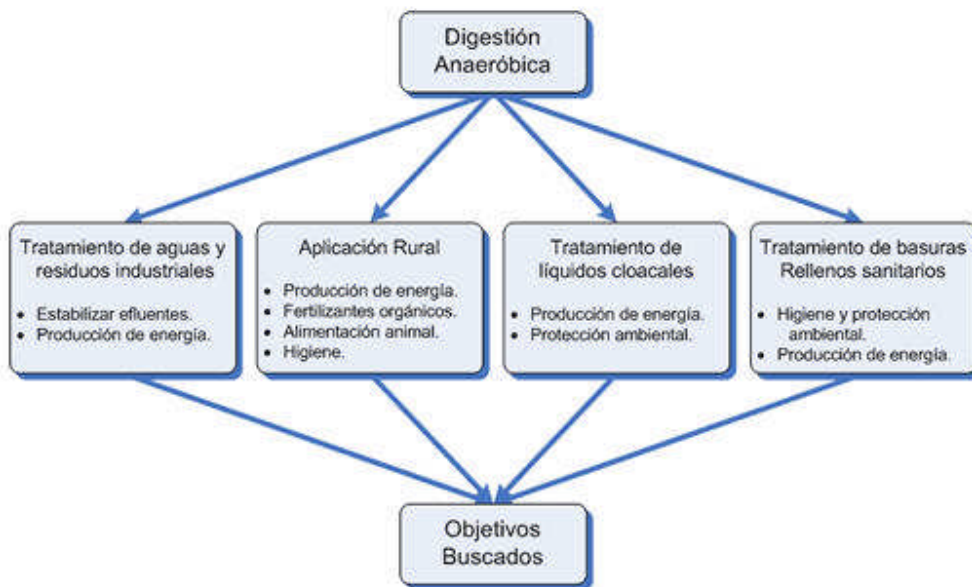 Digestión
Anaeróbica
Tratamiento de aguas y
residuos industriales
• Estabilizar efluentes.
• Producción de energía.
Aplicación Rural
• Producción de energía.
• Fertilizantes orgánicos.
• Alimentación animal.
• Higiene.
Tratamiento de
líquidos cloacales
• Producción de energía.
• Protección ambiental.
Tratamiento de basuras
Rellenos sanitarios
• Higiene y protección
ambiental.
• Producción de energía.
Objetivos
Buscados